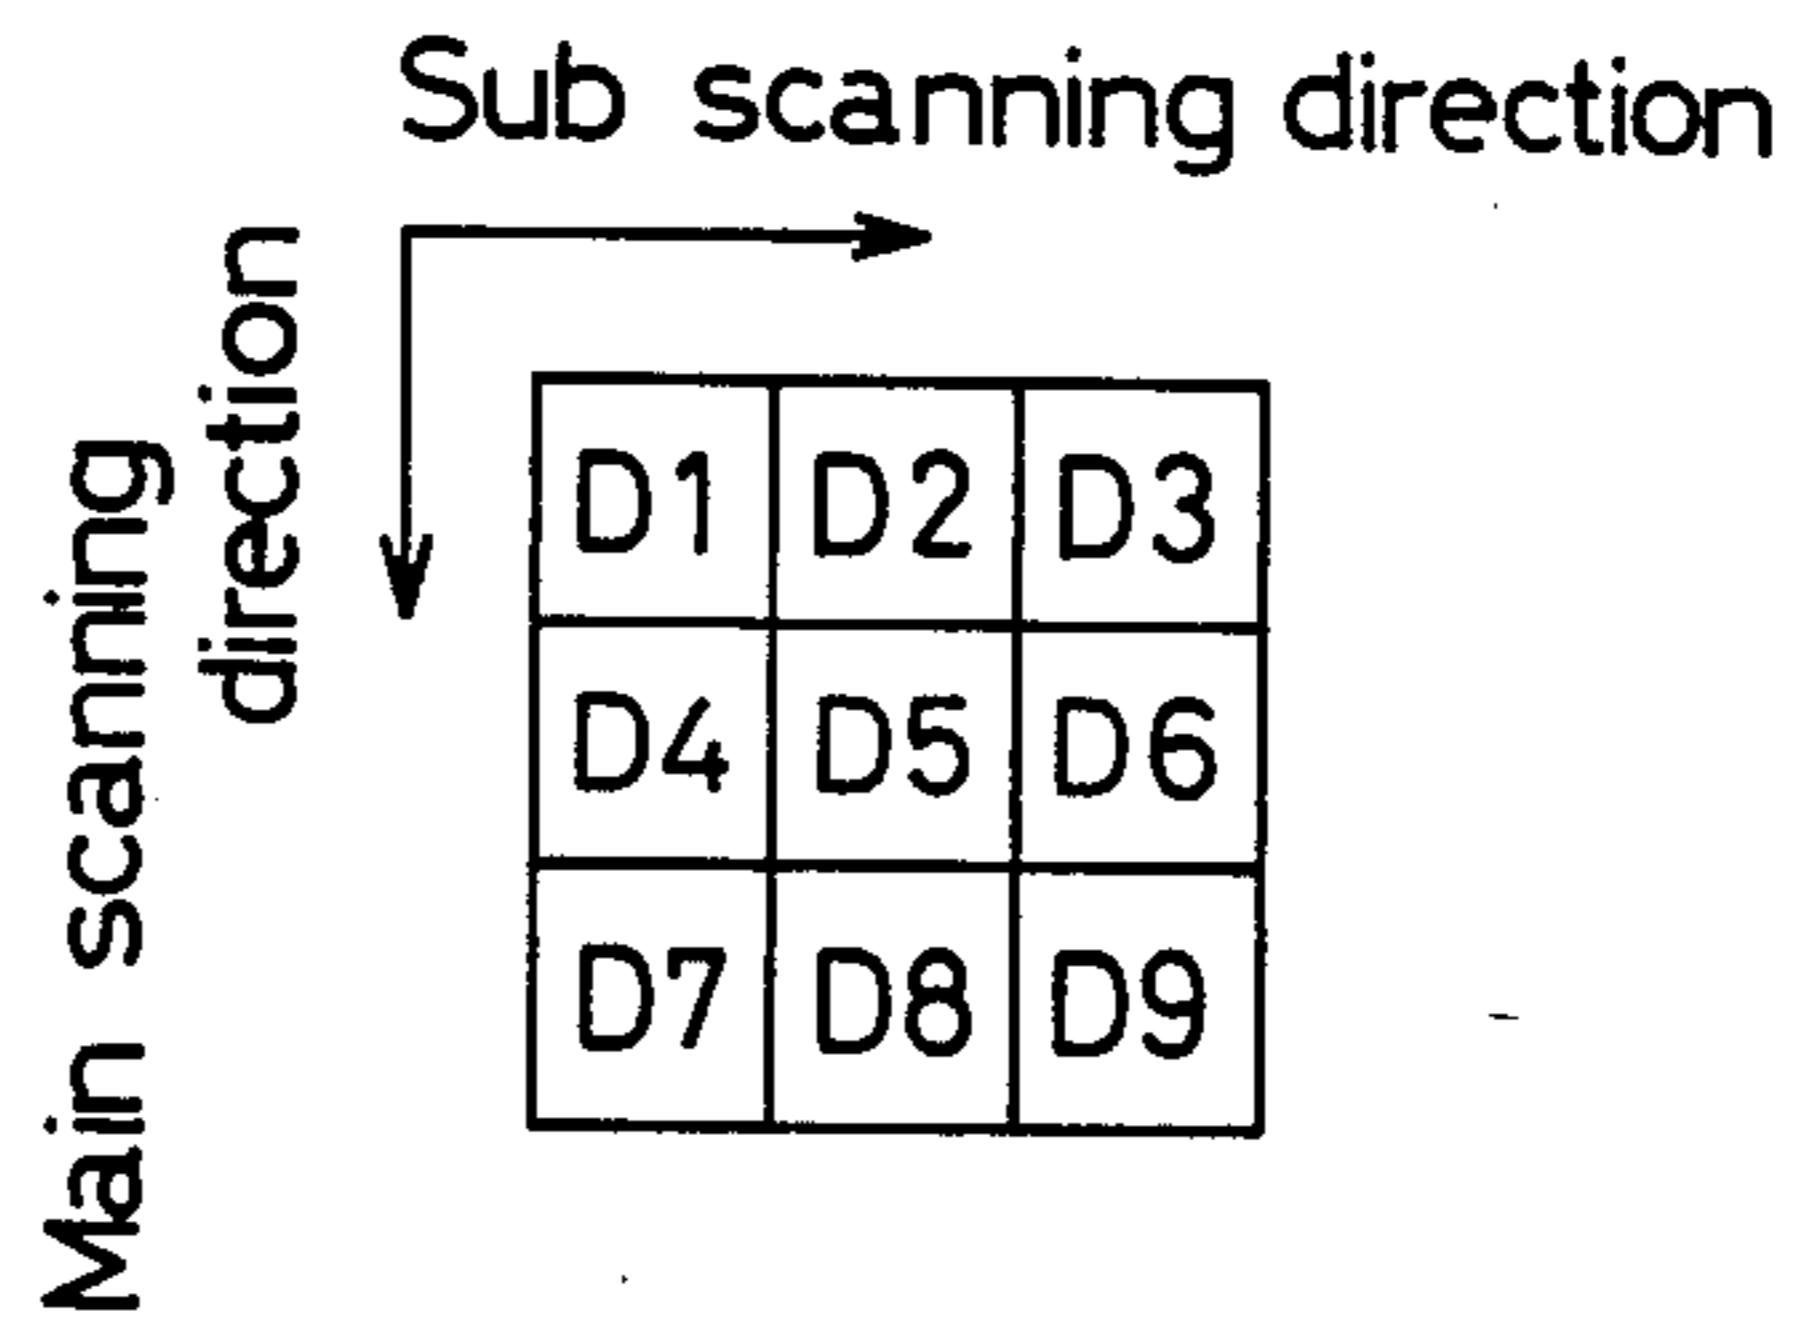 Sub scanning direction
Main scanning
direction
D1 D2 D3
D4 D5 D6
D7 D8 D9